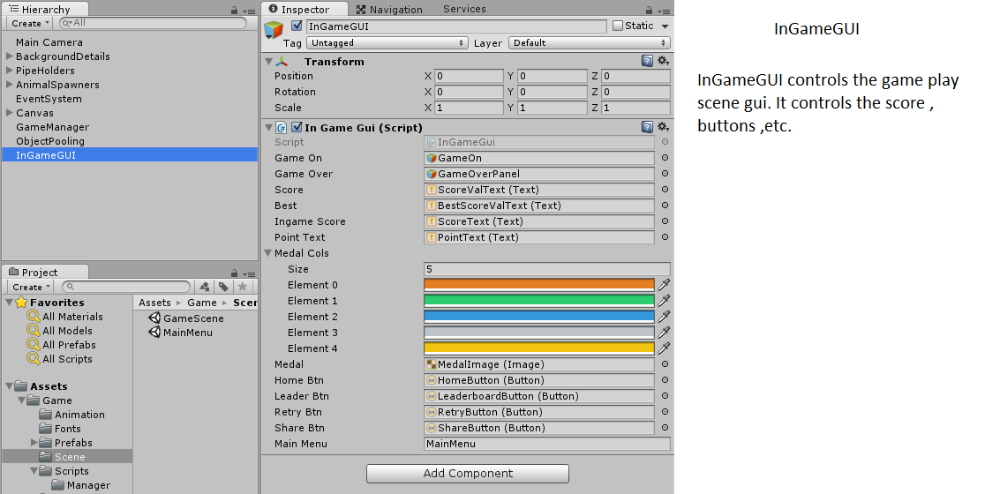 Hierarchy
Create
All
Main Camera
BackgroundDetails
PipeHolders
AnimalSpawners
EventSystem
Canvas
GameManager
ObjectPooling
InGameGUI
Project
Create
Favorites
All Materials
All Models
All Prefabs
All Scripts
Assets
Game
Animation
Fonts
Prefabs
Scene
Scripts
Manager
Assets ▸ Game ▸ Scen
GameScene
MainMenu
Inspector Navigation Services
InGameGUI Static
Tag Untagged Layer Default
Transform
Position X 0 Y 0 Z 0
Rotation X 0 Y 0 Z 0
Scale X 1 Y 1 Z 1
In Game Gui (Script)
Script InGameGui
Game On GameOn
Game Over GameOverPanel
Score ScoreValText (Text)
Best BestScoreValText (Text)
Ingame Score ScoreText (Text)
Point Text PointText (Text)
Medal Cols
Size 5
Element 0
Element 1
Element 2
Element 3
Element 4
Medal MedalImage (Image)
Home Btn HomeButton (Button)
Leader Btn LeaderboardButton (Button)
Retry Btn RetryButton (Button)
Share Btn ShareButton (Button)
Main Menu MainMenu
Add Component
InGameGUI
InGameGUI controls the game play
scene gui. It controls the score ,
buttons ,etc.